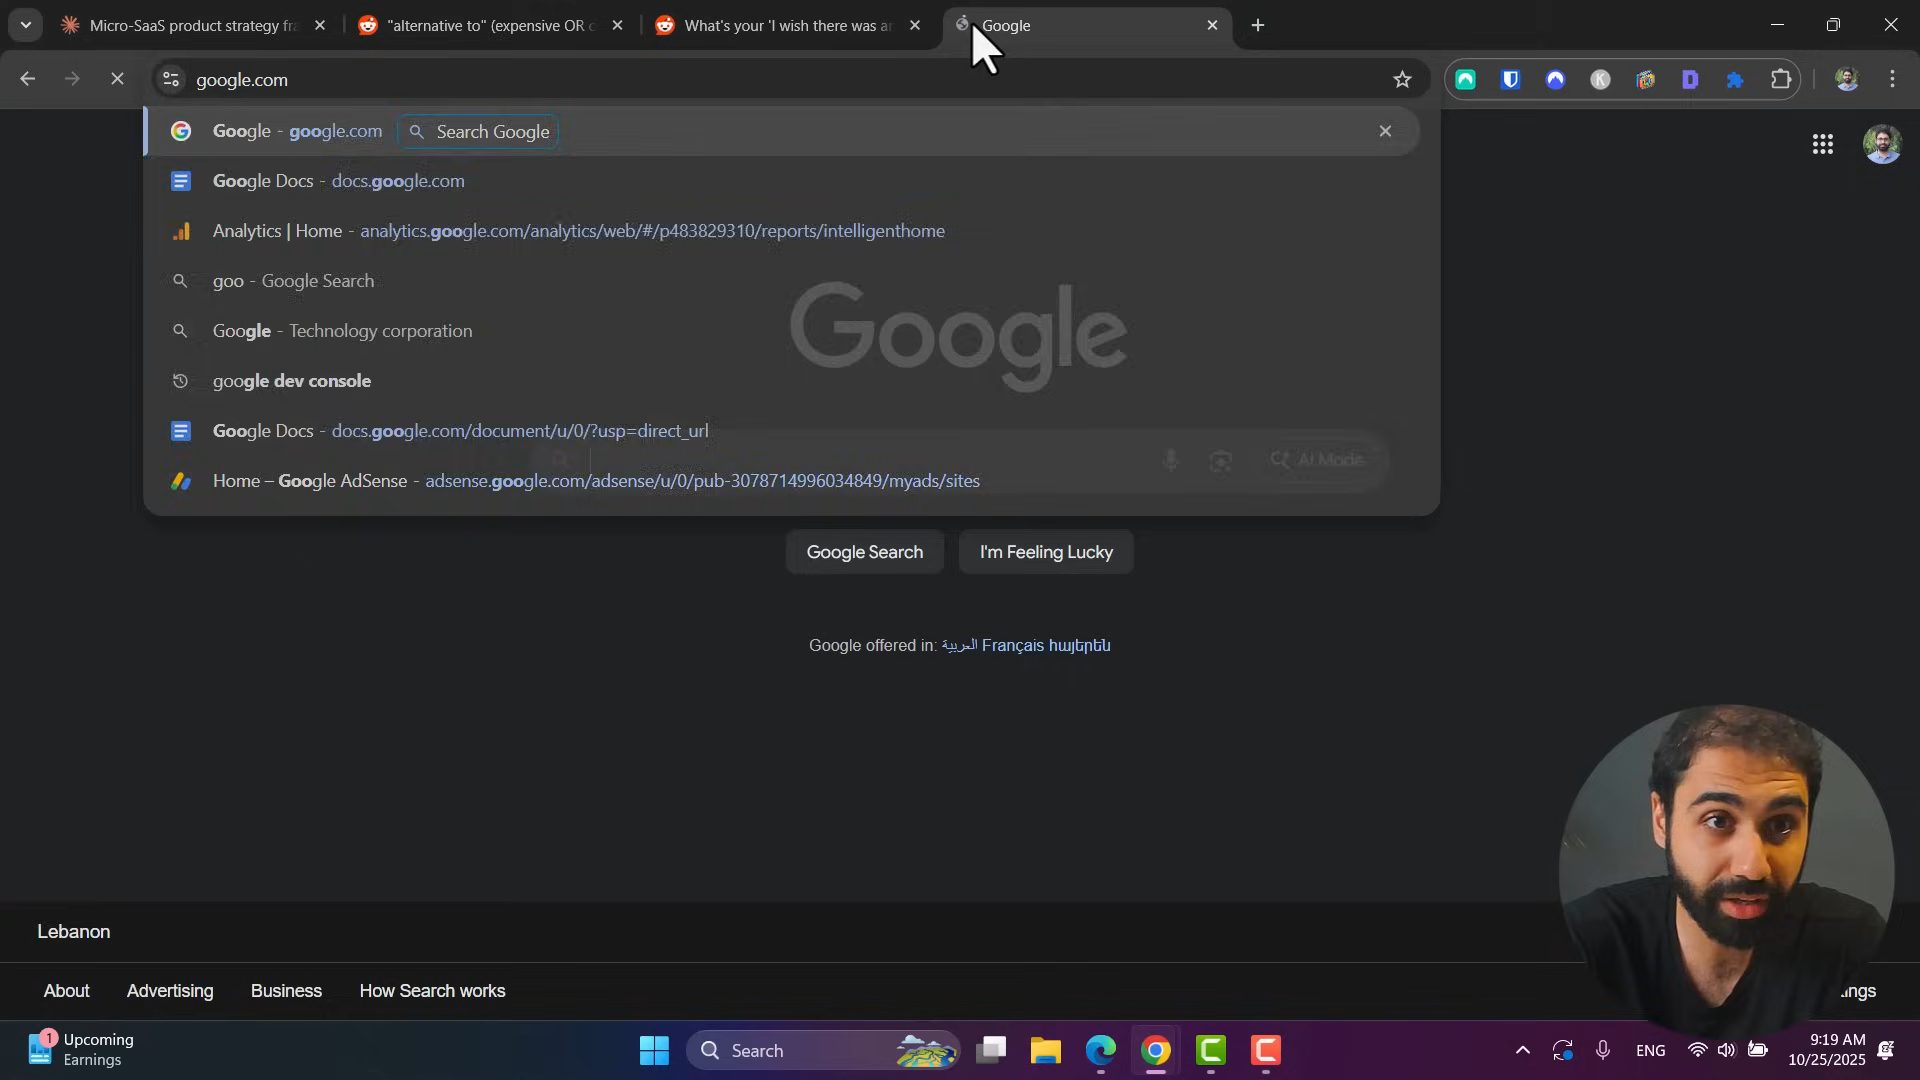 Micro-SaaS product strategy fra
"alternative to" (expensive OR c
What's your 'I wish there was an
Google
google.com
Google - google.com Search Google
Google Docs - docs.google.com
Analytics | Home - analytics.google.com/analytics/web/#/p483829310/reports/intelligenthome
goo - Google Search
Google - Technology corporation
google dev console
Google Docs - docs.google.com/document/u/0/?usp=direct_url
Home – Google AdSense - adsense.google.com/adsense/u/0/pub-3078714996034849/myads/sites
Google
AI Mode
Google Search
I'm Feeling Lucky
Google offered in: العربية Français հայերեն
Lebanon
About Advertising Business How Search works
ings
1 Upcoming
Earnings
Search
ENG
9:19 AM
10/25/2025